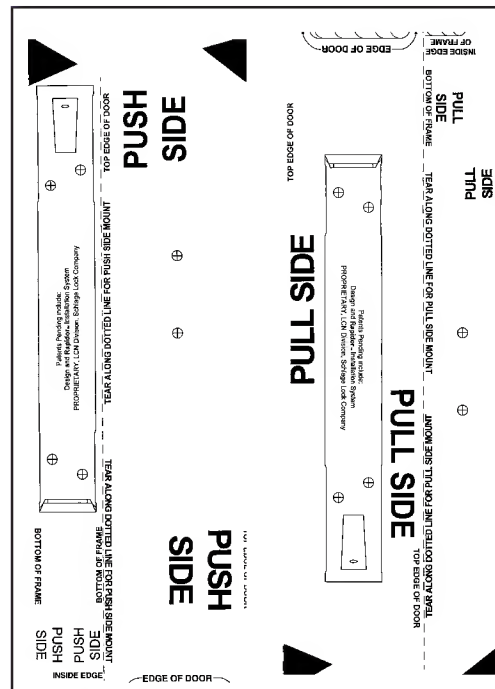 EDGE OF DOOR
INSIDE EDGE
OF FRAME
TOP EDGE OF DOOR
PUSH
SIDE
TEAR ALONG DOTTED LINE FOR PUSH SIDE MOUNT
Patents Pending include:
Design and Rapidor - Installation System
PROPRIETARY, LCN Division, Schlage Lock Company
TEAR ALONG DOTTED LINE FOR PUSH SIDE MOUNT
BOTTOM OF FRAME
BOTTOM OF FRAME
PUSH
SIDE
TOP EDGE OF DOOR
PUSH
SIDE
PUSH
SIDE
INSIDE EDGE
EDGE OF DOOR
TOP EDGE OF DOOR
BOTTOM OF FRAME
PULL
SIDE
PULL
SIDE
TEAR ALONG DOTTED LINE FOR PULL SIDE MOUNT
PULL SIDE
Patents Pending include:
Design and Rapidor - Installation System
PROPRIETARY, LCN Division, Schlage Lock Company
PULL SIDE
TEAR ALONG DOTTED LINE FOR PULL SIDE MOUNT
TOP EDGE OF DOOR